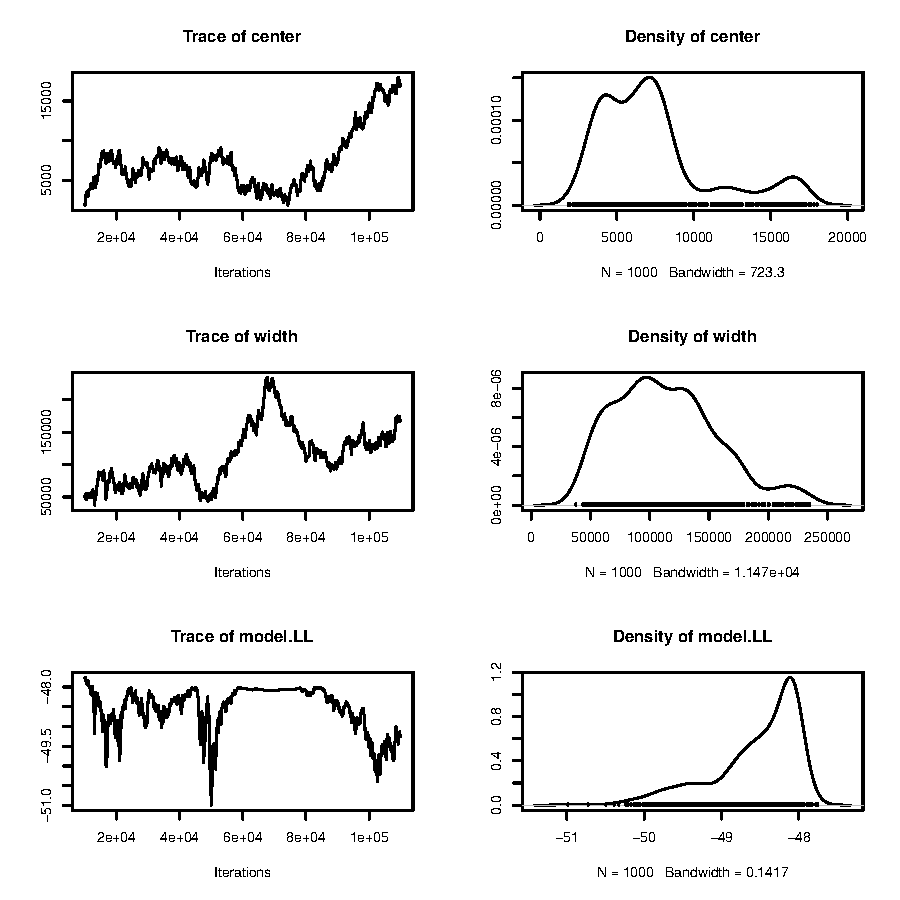 Trace of center
5000
15000
2e+04 4e+04 6e+04 8e+04 1e+05
Iterations
Density of center
0.00000
0.00010
0 5000 10000 15000 20000
N = 1000 Bandwidth = 723.3
Trace of width
50000
150000
2e+04 4e+04 6e+04 8e+04 1e+05
Iterations
Density of width
0e+00
4e−06
8e−06
0 50000 100000 150000 200000 250000
N = 1000 Bandwidth = 1.147e+04
Trace of model.LL
−51.0
−49.5
−48.0
2e+04 4e+04 6e+04 8e+04 1e+05
Iterations
Density of model.LL
0.0
0.4
0.8
1.2
−51 −50 −49 −48
N = 1000 Bandwidth = 0.1417